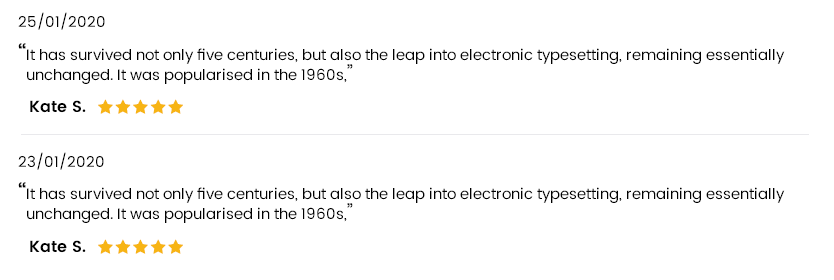 25/01/2020
“It has survived not only five centuries, but also the leap into electronic typesetting, remaining essentially
unchanged. It was popularised in the 1960s,”
Kate S.
23/01/2020
“It has survived not only five centuries, but also the leap into electronic typesetting, remaining essentially
unchanged. It was popularised in the 1960s,”
Kate S.